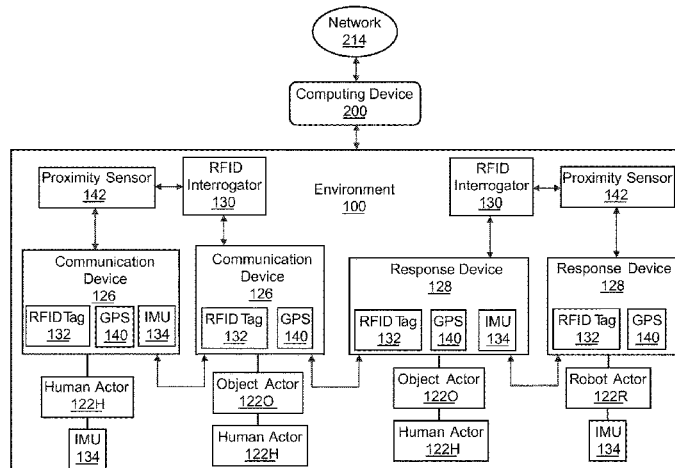 Network
214
Computing Device
200
Proximity Sensor
142
RFID
Interrogator
130
Environment
100
RFID
Interrogator
130
Proximity Sensor
142
Communication
Device
126
RFID Tag
132
GPS
140
IMU
134
Communication
Device
126
RFID Tag
132
GPS
140
Response Device
128
RFID Tag
132
GPS
140
IMU
134
Response Device
128
RFID Tag
132
GPS
140
Human Actor
122H
IMU
134
Object Actor
122O
Human Actor
122H
Object Actor
122O
Human Actor
122H
Robot Actor
122R
IMU
134